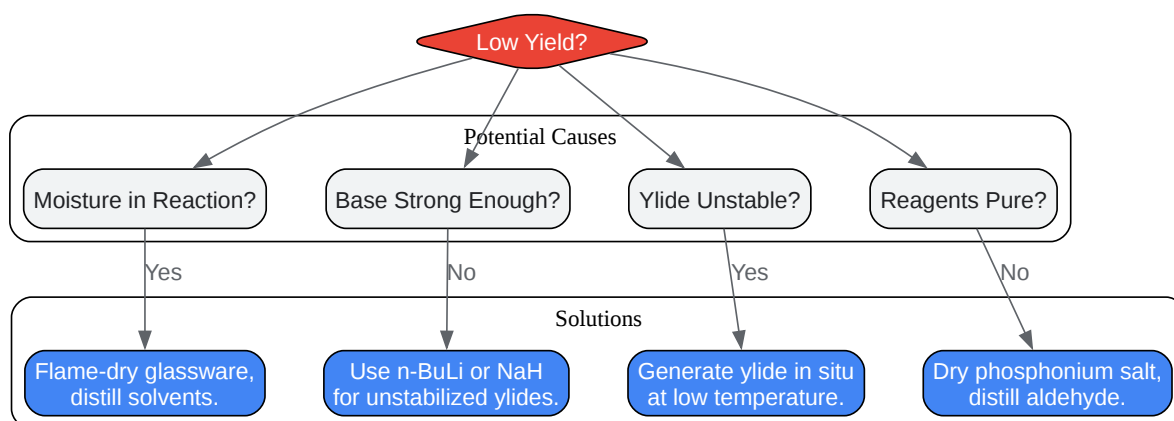 Low Yield?
Potential Causes
Moisture in Reaction?
Base Strong Enough?
Ylide Unstable?
Reagents Pure?
Yes
No
Yes
No
Solutions
Flame-dry glassware,
distill solvents.
Use n-BuLi or NaH
for unstabilized ylides.
Generate ylide in situ
at low temperature.
Dry phosphonium salt,
distill aldehyde.